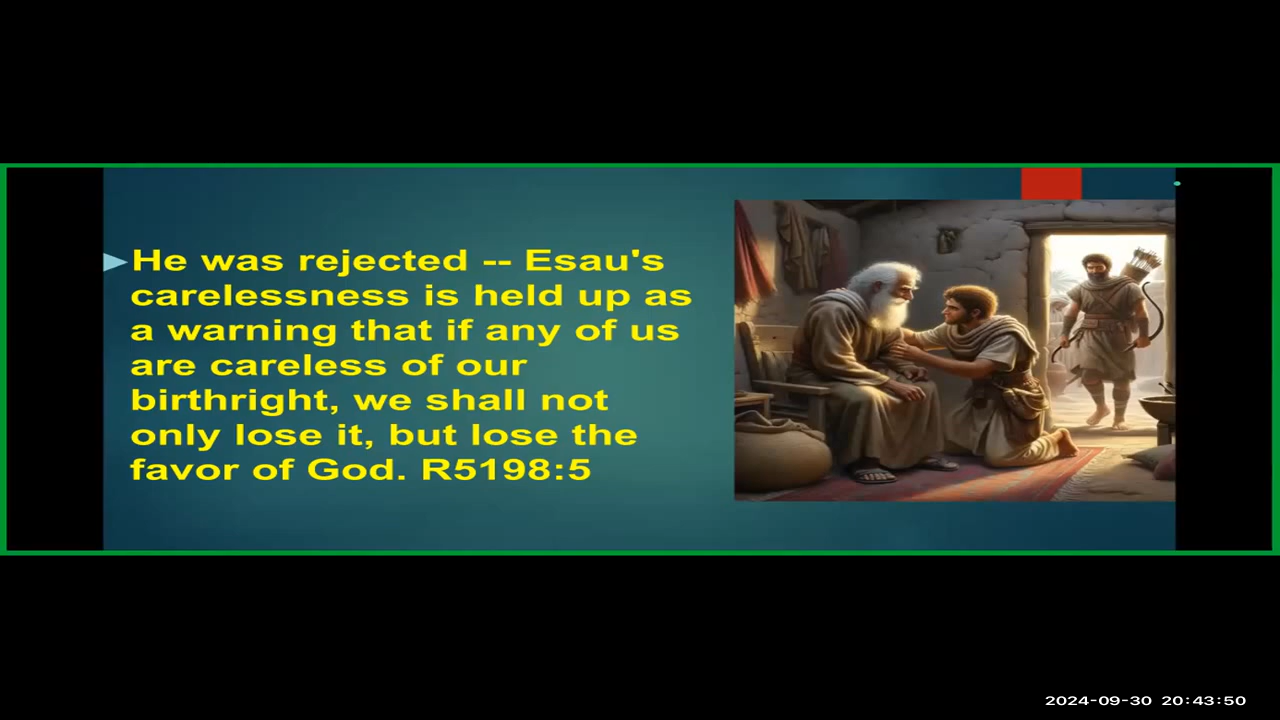 He was rejected -- Esau's
carelessness is held up as
a warning that if any of us
are careless of our
birthright, we shall not
only lose it, but lose the
favor of God. R5198:5
2024-09-30 20:43:50